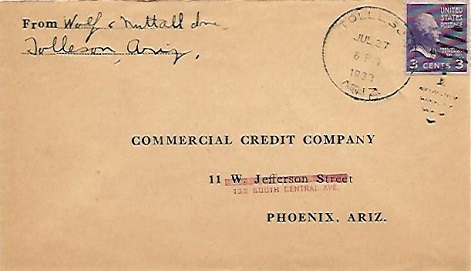 From Wolf & Nuttall Inc
Tolleson, Ariz.
TOLLESON
JUL 27
ARIZ.
UNITED STATES
POSTAGE
3 CENTS 3
COMMERCIAL CREDIT COMPANY
11 W. Jefferson Street
132 SOUTH CENTRAL AVE.
PHOENIX, ARIZ.